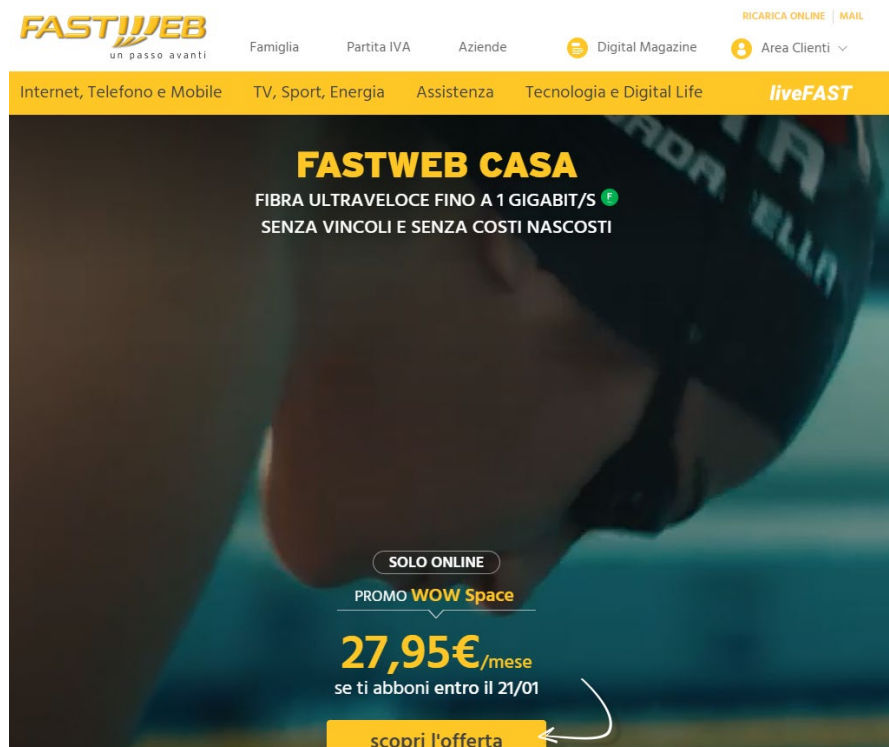 RICARICA ONLINE MAIL
FASTWEB
un passo avanti
Famiglia Partita IVA Aziende Digital Magazine Area Clienti
Internet, Telefono e Mobile TV, Sport, Energia Assistenza Tecnologia e Digital Life liveFAST
FASTWEB CASA
FIBRA ULTRAVELOCE FINO A 1 GIGABIT/S F
SENZA VINCOLI E SENZA COSTI NASCOSTI
ADA
ELLA
SOLO ONLINE
PROMO WOW Space
27,95€/mese
se ti abboni entro il 21/01
scopri l'offerta